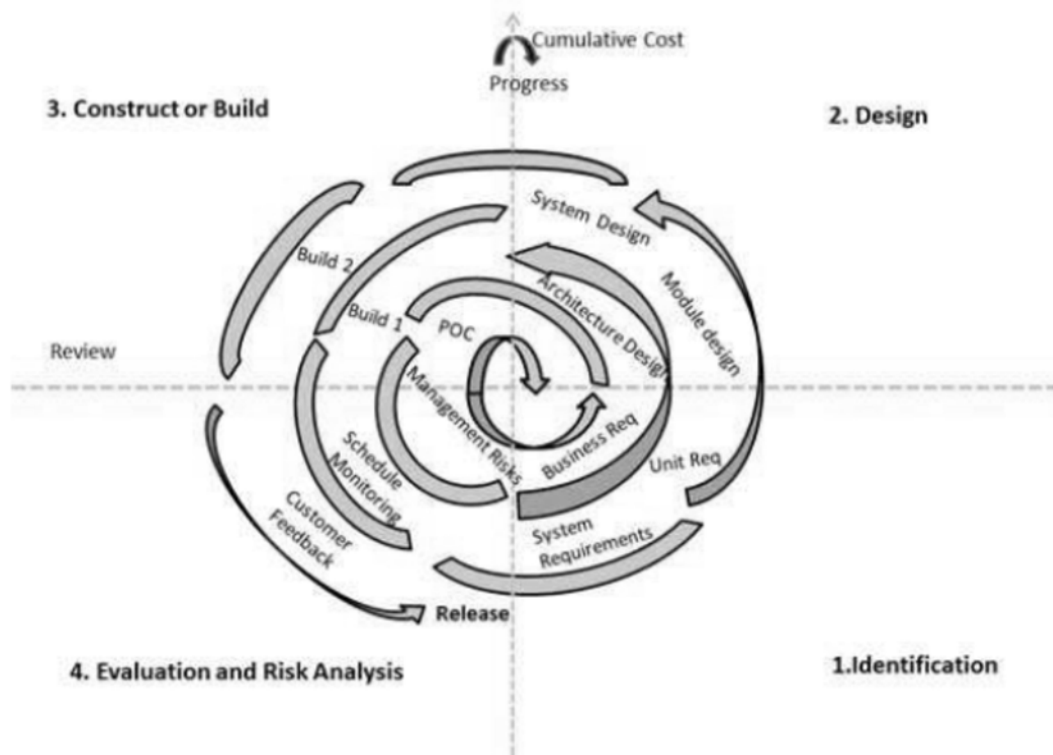 Cumulative Cost
Progress
3. Construct or Build
2. Design
System Design
Build 2
Module design
Architecture Design
Build 1
POC
Review
Management Risks
Business Req
Schedule
Monitoring
Unit Req
Customer
Feedback
System
Requirements
Release
4. Evaluation and Risk Analysis
1.Identification